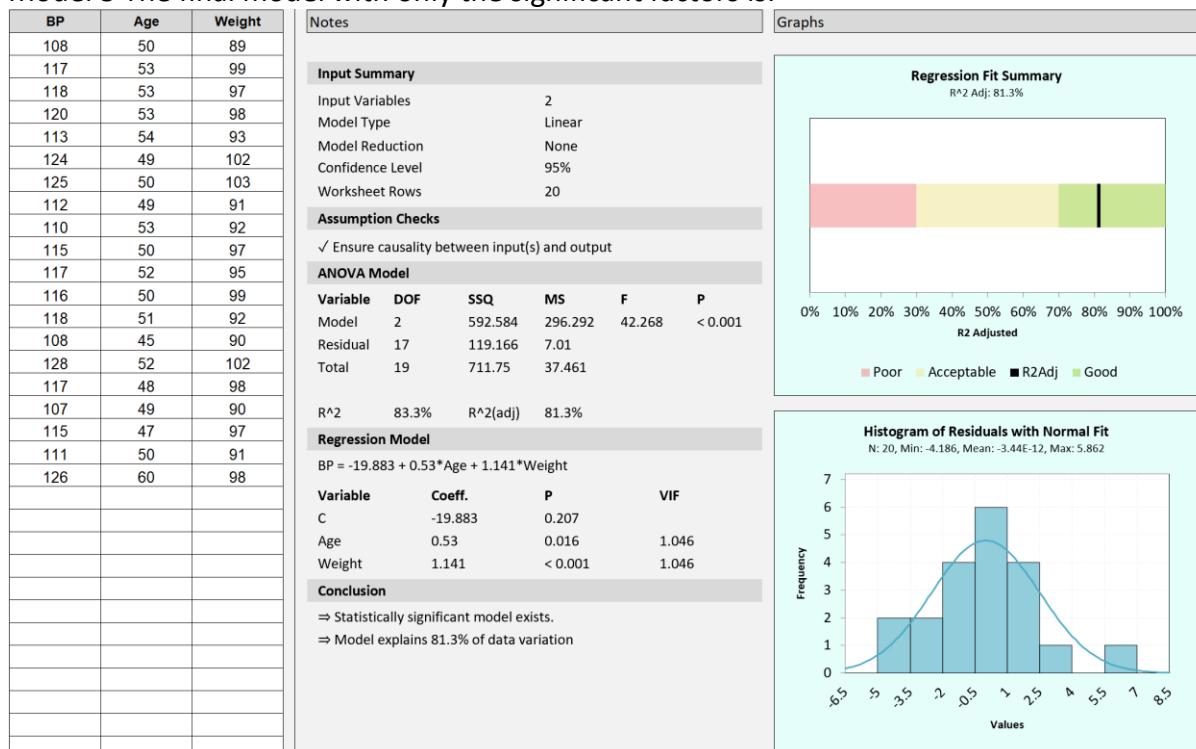 Model 3 The final model with only the significant factors is:
BP Age Weight
108 50 89
117 53 99
118 53 97
120 53 98
113 54 93
124 49 102
125 50 103
112 49 91
110 53 92
115 50 97
117 52 95
116 50 99
118 51 92
108 45 90
128 52 102
117 48 98
107 49 90
115 47 97
111 50 91
126 60 98
Notes
Input Summary
Input Variables 2
Model Type Linear
Model Reduction None
Confidence Level 95%
Worksheet Rows 20
Assumption Checks
✓ Ensure causality between input(s) and output
ANOVA Model
Variable DOF SSQ MS F P
Model 2 592.584 296.292 42.268 < 0.001
Residual 17 119.166 7.01
Total 19 711.75 37.461
R^2 83.3% R^2(adj) 81.3%
Regression Model
BP = -19.883 + 0.53*Age + 1.141*Weight
Variable Coeff. P VIF
C -19.883 0.207
Age 0.53 0.016 1.046
Weight 1.141 < 0.001 1.046
Conclusion
⇒ Statistically significant model exists.
⇒ Model explains 81.3% of data variation
Graphs
Regression Fit Summary
R^2 Adj: 81.3%
0% 10% 20% 30% 40% 50% 60% 70% 80% 90% 100%
R2 Adjusted
Poor Acceptable R2Adj Good
Histogram of Residuals with Normal Fit
N: 20, Min: -4.186, Mean: -3.44E-12, Max: 5.862
7
6
5
4
3
2
1
0
Frequency
-6.5 -5 -3.5 -2 -0.5 1 2.5 4 5.5 7 8.5
Values